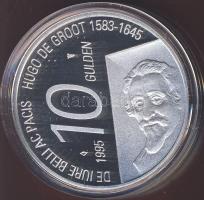 DE IURE BELLI AC PACIS HUGO DE GROOT 1583-1645
10
GULDEN
1995